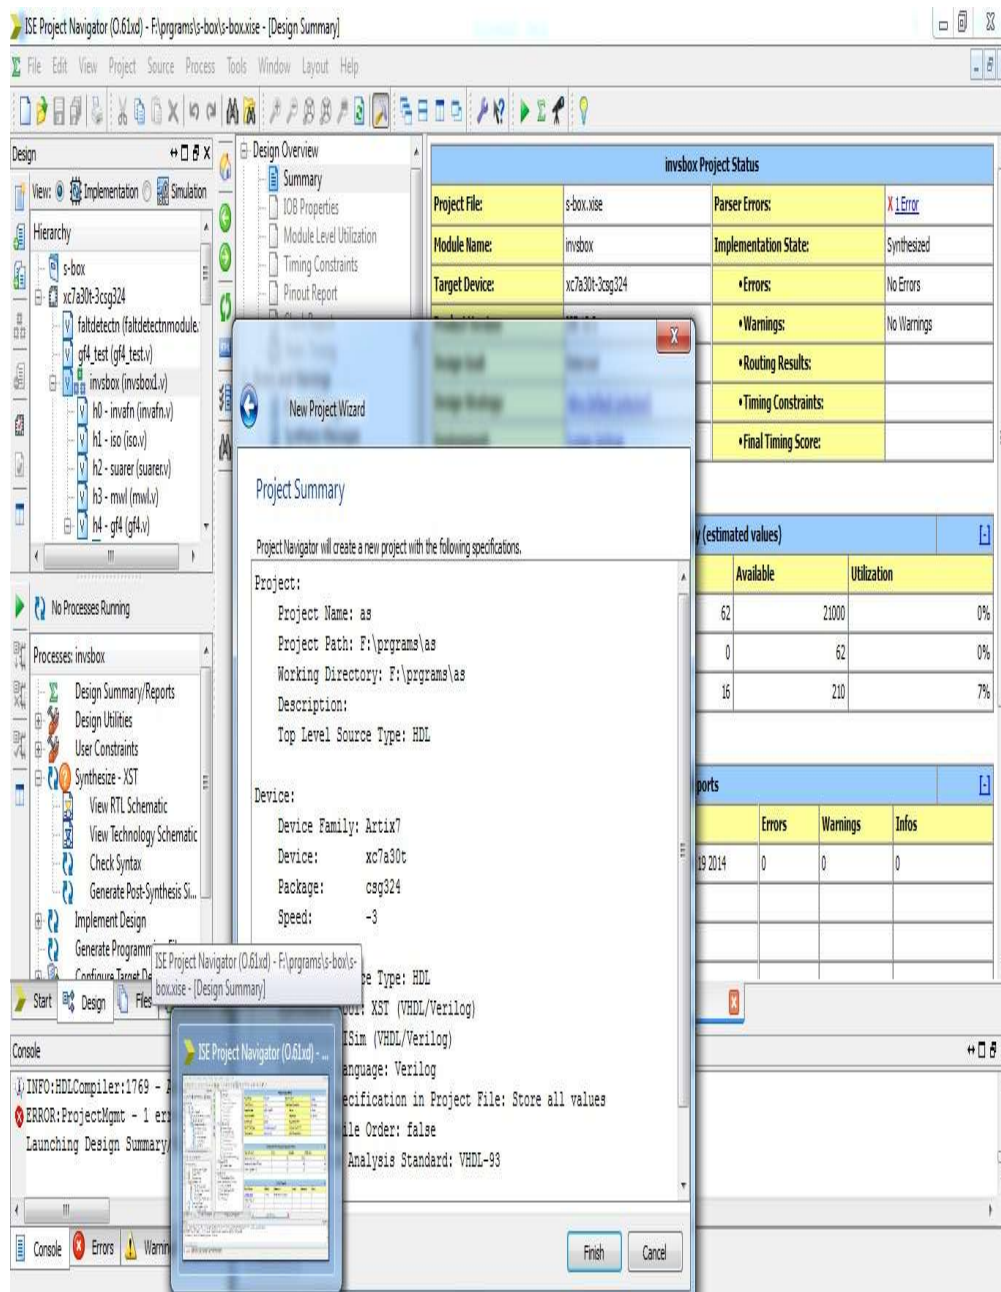 ISE Project Navigator (O.61xd) - F:\prgrams\s-box\s-box.xise - [Design Summary]
File Edit View Project Source Process Tools Window Layout Help
Design
View: Implementation Simulation
Hierarchy
s-box
xc7a30t-3csg324
faltdetectn (faltdetectnmodule.
gf4_test (gf4_test.v)
invsbox (invsbox1.v)
h0 - invafn (invafn.v)
h1 - iso (iso.v)
h2 - suarer (suarer.v)
h3 - mwl (mwl.v)
h4 - gf4 (gf4.v)
No Processes Running
Processes: invsbox
Design Summary/Reports
Design Utilities
User Constraints
Synthesize - XST
View RTL Schematic
View Technology Schematic
Check Syntax
Generate Post-Synthesis Si...
Implement Design
Generate Programm
Configure Target De
Start Design Files
Design Overview
Summary
IOB Properties
Module Level Utilization
Timing Constraints
Pinout Report
invsbox Project Status
Project File: s-box.xise Parser Errors: X 1 Error
Module Name: invsbox Implementation State: Synthesized
Target Device: xc7a30t-3csg324 •Errors: No Errors
•Warnings: No Warnings
•Routing Results:
•Timing Constraints:
•Final Timing Score:
y (estimated values) [-]
Available Utilization
62 21000 0%
0 62 0%
16 210 7%
ports [-]
Errors Warnings Infos
19 2014 0 0 0
New Project Wizard
Project Summary
Project Navigator will create a new project with the following specifications.
Project:
Project Name: as
Project Path: F:\prgrams\as
Working Directory: F:\prgrams\as
Description:
Top Level Source Type: HDL
Device:
Device Family: Artix7
Device: xc7a30t
Package: csg324
Speed: -3
ce Type: HDL
: XST (VHDL/Verilog)
ISim (VHDL/Verilog)
anguage: Verilog
ecification in Project File: Store all values
ile Order: false
Analysis Standard: VHDL-93
Finish Cancel
ISE Project Navigator (O.61xd) - F:\prgrams\s-box\s-
box.xise - [Design Summary]
ISE Project Navigator (O.61xd) - ...
Console
INFO:HDLCompiler:1769 - A
ERROR:ProjectMgmt - 1 err
Launching Design Summary/
Console Errors Warnin